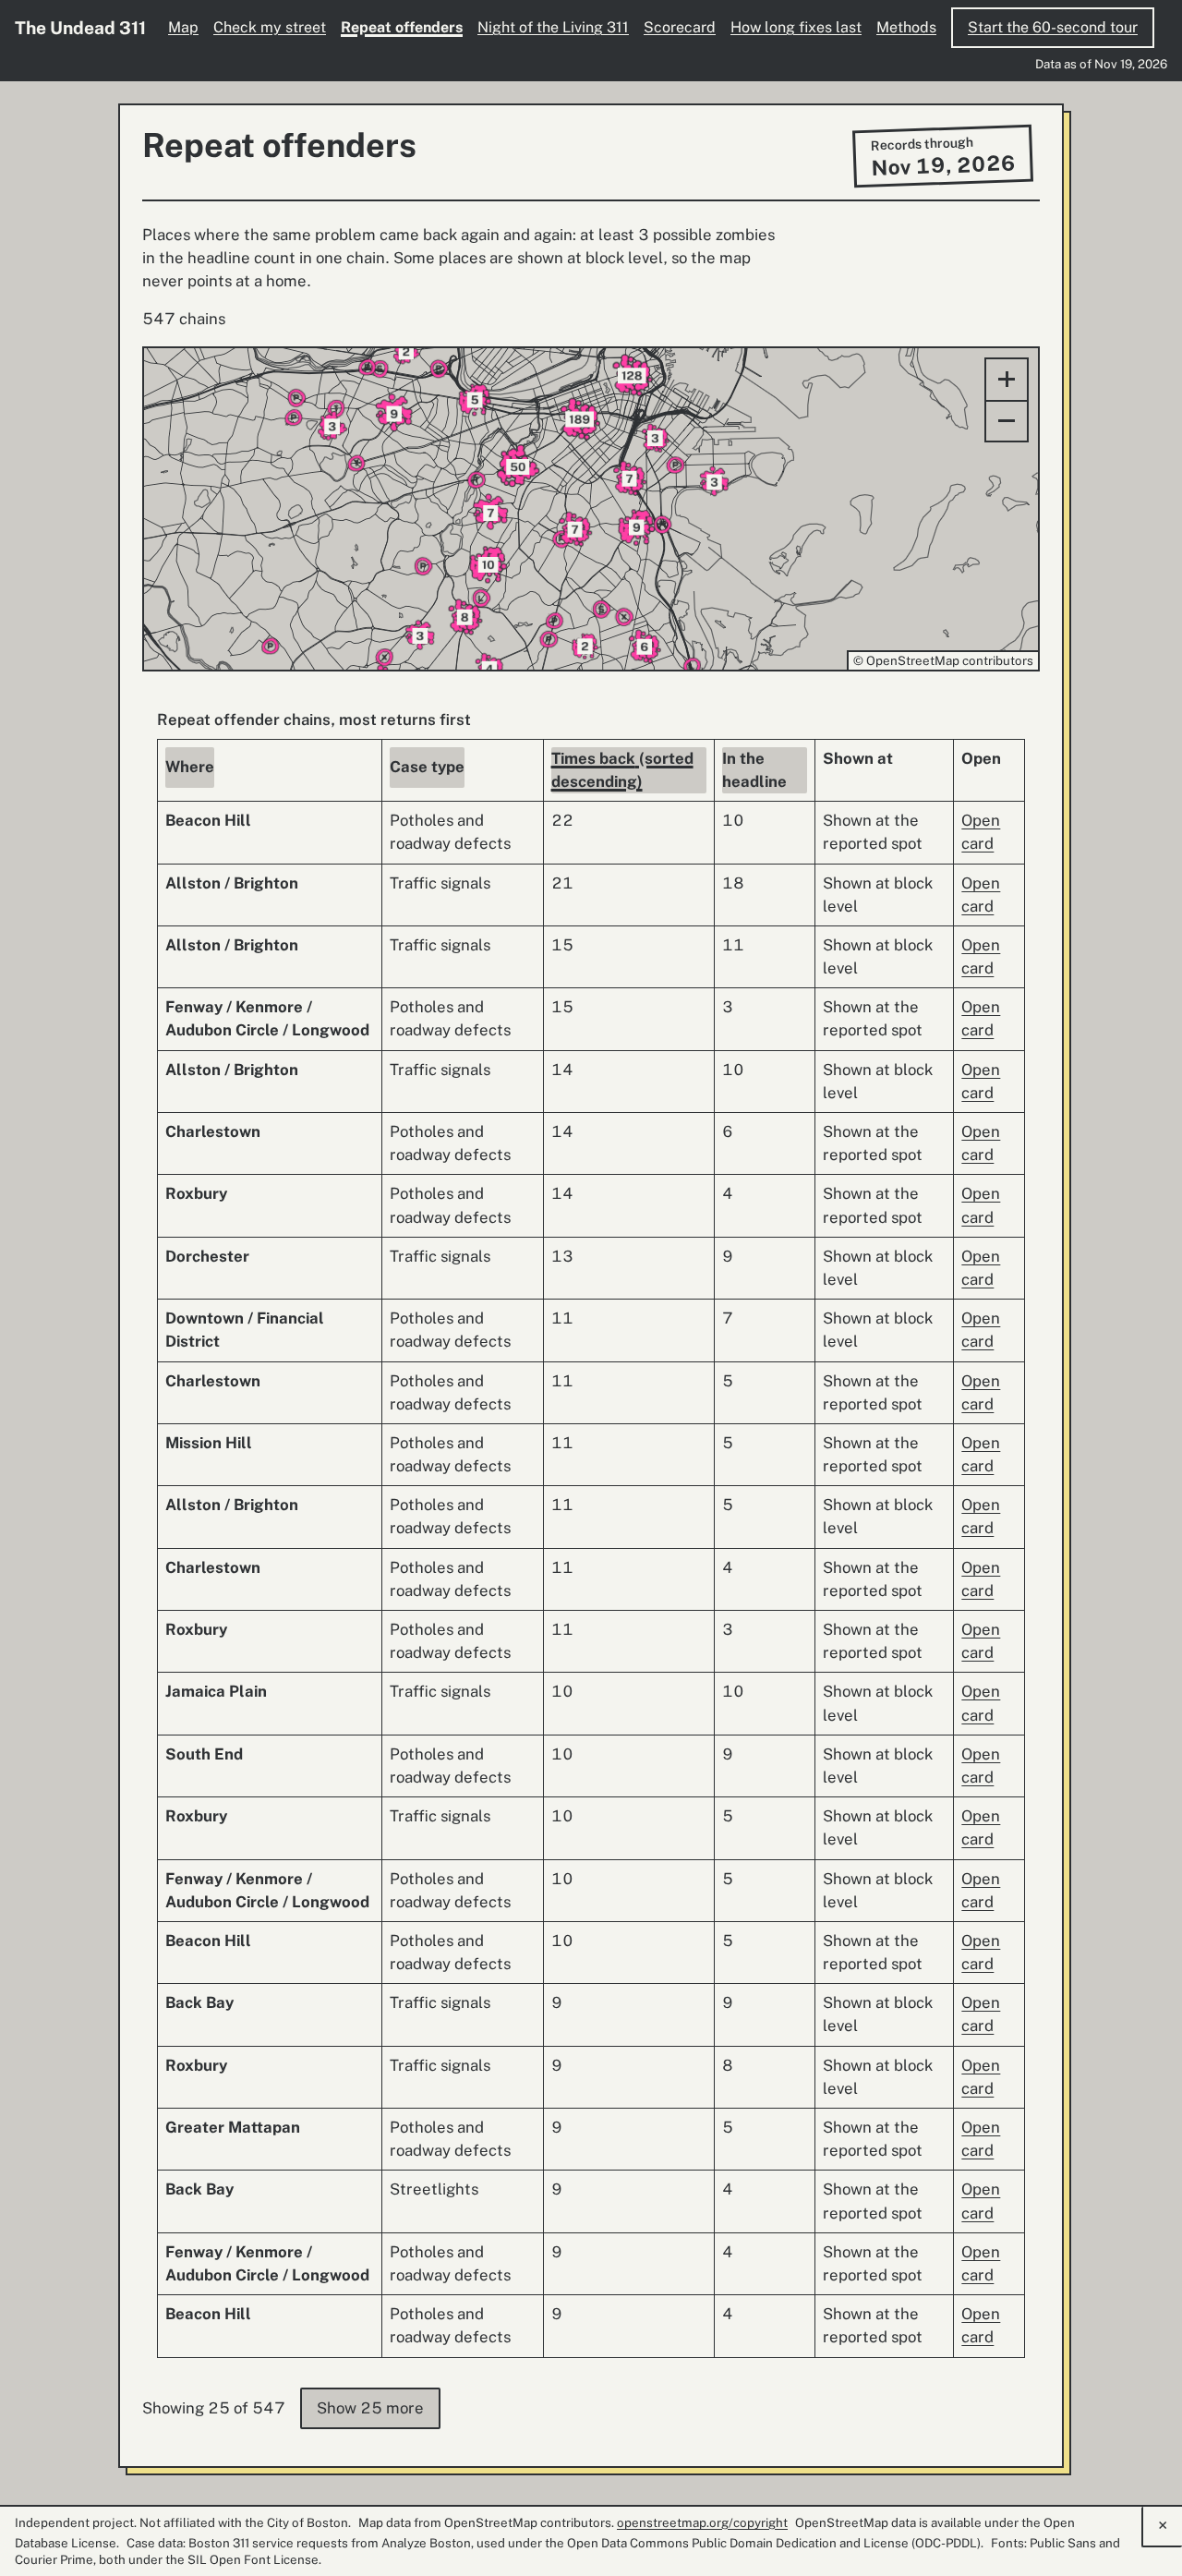 The Undead 311 Map Check my street Repeat offenders Night of the Living 311 Scorecard How long fixes last Methods Start the 60-second tour
Data as of Nov 19, 2026
Repeat offenders
Records through
Nov 19, 2026
Places where the same problem came back again and again: at least 3 possible zombies
in the headline count in one chain. Some places are shown at block level, so the map
never points at a home.
547 chains
2
128
5
9
189
3
3
50
7
3
7
7
9
10
8
3
2
6
+
−
© OpenStreetMap contributors
Repeat offender chains, most returns first
Where Case type Times back (sorted descending) In the headline Shown at Open
Beacon Hill Potholes and roadway defects 22 10 Shown at the reported spot Open card
Allston / Brighton Traffic signals 21 18 Shown at block level Open card
Allston / Brighton Traffic signals 15 11 Shown at block level Open card
Fenway / Kenmore / Audubon Circle / Longwood Potholes and roadway defects 15 3 Shown at the reported spot Open card
Allston / Brighton Traffic signals 14 10 Shown at block level Open card
Charlestown Potholes and roadway defects 14 6 Shown at the reported spot Open card
Roxbury Potholes and roadway defects 14 4 Shown at the reported spot Open card
Dorchester Traffic signals 13 9 Shown at block level Open card
Downtown / Financial District Potholes and roadway defects 11 7 Shown at block level Open card
Charlestown Potholes and roadway defects 11 5 Shown at the reported spot Open card
Mission Hill Potholes and roadway defects 11 5 Shown at the reported spot Open card
Allston / Brighton Potholes and roadway defects 11 5 Shown at block level Open card
Charlestown Potholes and roadway defects 11 4 Shown at the reported spot Open card
Roxbury Potholes and roadway defects 11 3 Shown at the reported spot Open card
Jamaica Plain Traffic signals 10 10 Shown at block level Open card
South End Potholes and roadway defects 10 9 Shown at block level Open card
Roxbury Traffic signals 10 5 Shown at block level Open card
Fenway / Kenmore / Audubon Circle / Longwood Potholes and roadway defects 10 5 Shown at block level Open card
Beacon Hill Potholes and roadway defects 10 5 Shown at the reported spot Open card
Back Bay Traffic signals 9 9 Shown at block level Open card
Roxbury Traffic signals 9 8 Shown at block level Open card
Greater Mattapan Potholes and roadway defects 9 5 Shown at the reported spot Open card
Back Bay Streetlights 9 4 Shown at the reported spot Open card
Fenway / Kenmore / Audubon Circle / Longwood Potholes and roadway defects 9 4 Shown at the reported spot Open card
Beacon Hill Potholes and roadway defects 9 4 Shown at the reported spot Open card
Showing 25 of 547 Show 25 more
Independent project. Not affiliated with the City of Boston. Map data from OpenStreetMap contributors. openstreetmap.org/copyright OpenStreetMap data is available under the Open ×
Database License. Case data: Boston 311 service requests from Analyze Boston, used under the Open Data Commons Public Domain Dedication and License (ODC-PDDL). Fonts: Public Sans and
Courier Prime, both under the SIL Open Font License.